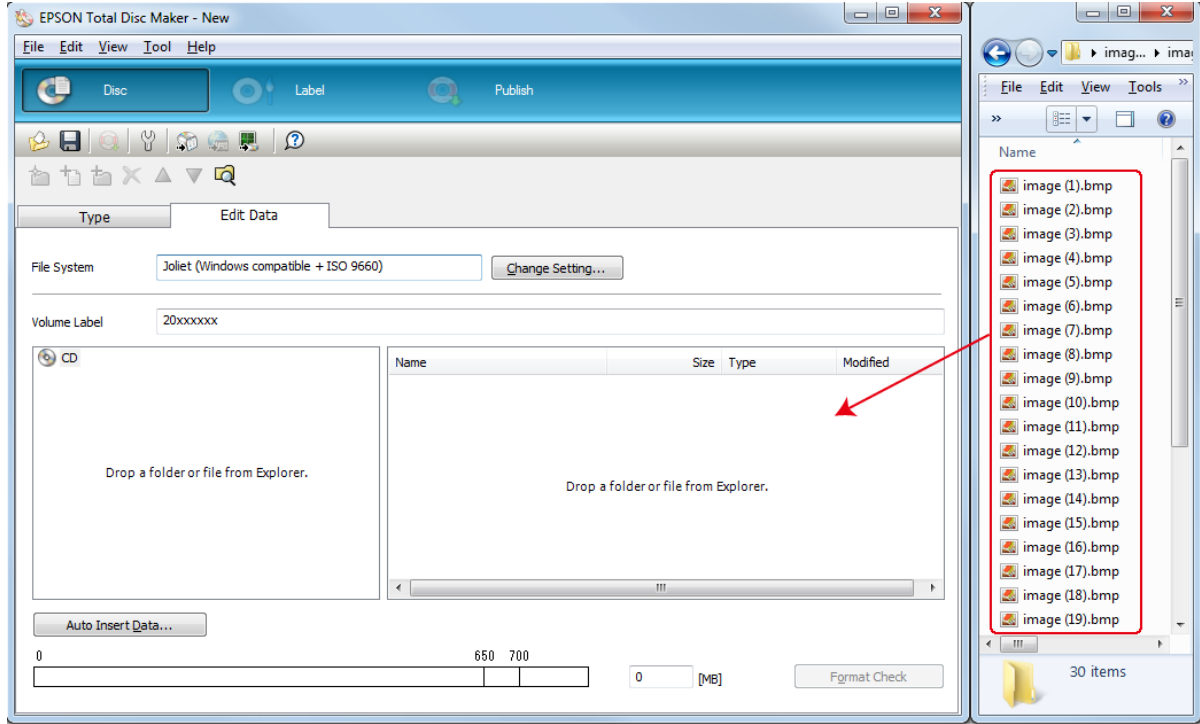 EPSON Total Disc Maker - New
File Edit View Tool Help
Disc Label Publish
Type Edit Data
File System Joliet (Windows compatible + ISO 9660) Change Setting...
Volume Label 20xxxxxx
CD
Drop a folder or file from Explorer.
Name Size Type Modified
Drop a folder or file from Explorer.
Auto Insert Data...
0 650 700
0 [MB] Format Check
imag... ima
File Edit View Tools »
»
Name
image (1).bmp
image (2).bmp
image (3).bmp
image (4).bmp
image (5).bmp
image (6).bmp
image (7).bmp
image (8).bmp
image (9).bmp
image (10).bmp
image (11).bmp
image (12).bmp
image (13).bmp
image (14).bmp
image (15).bmp
image (16).bmp
image (17).bmp
image (18).bmp
image (19).bmp
30 items